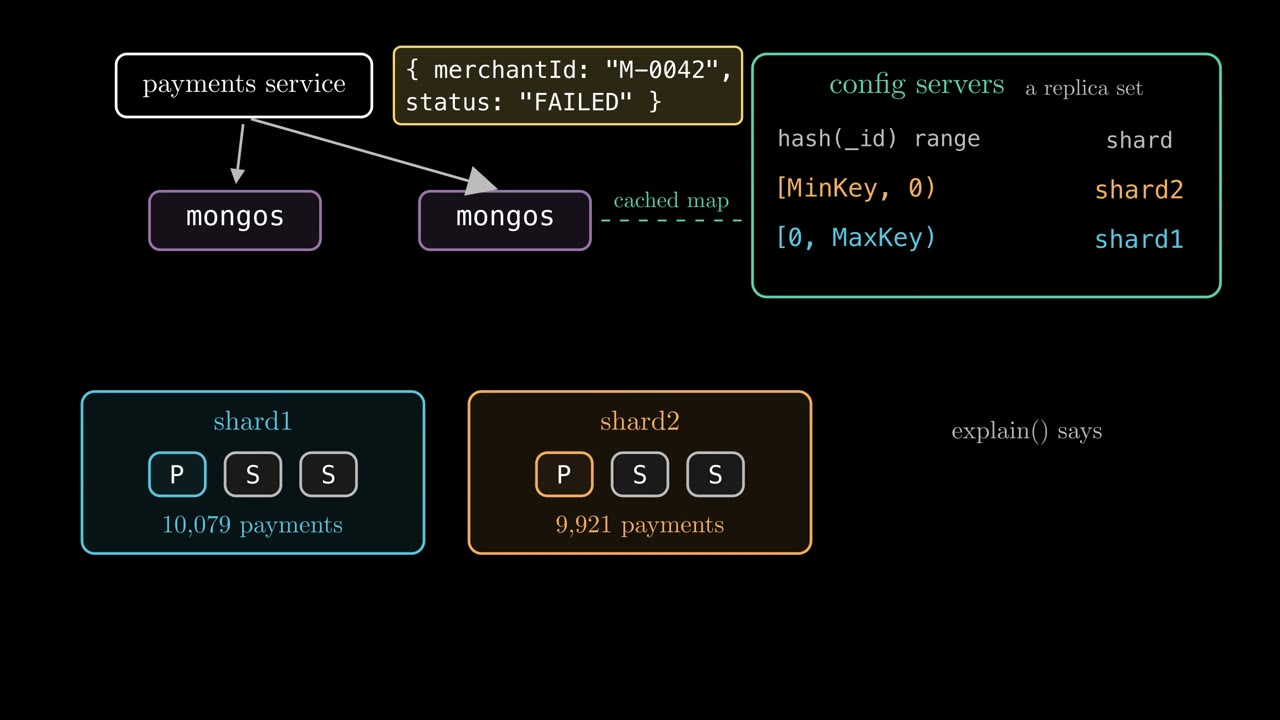 payments service
{ merchantId: "M-0042",
status: "FAILED" }
config servers a replica set
hash(_id) range shard
[MinKey, 0) shard2
[0, MaxKey) shard1
mongos
mongos
cached map
shard1
P S S
10,079 payments
shard2
P S S
9,921 payments
explain() says